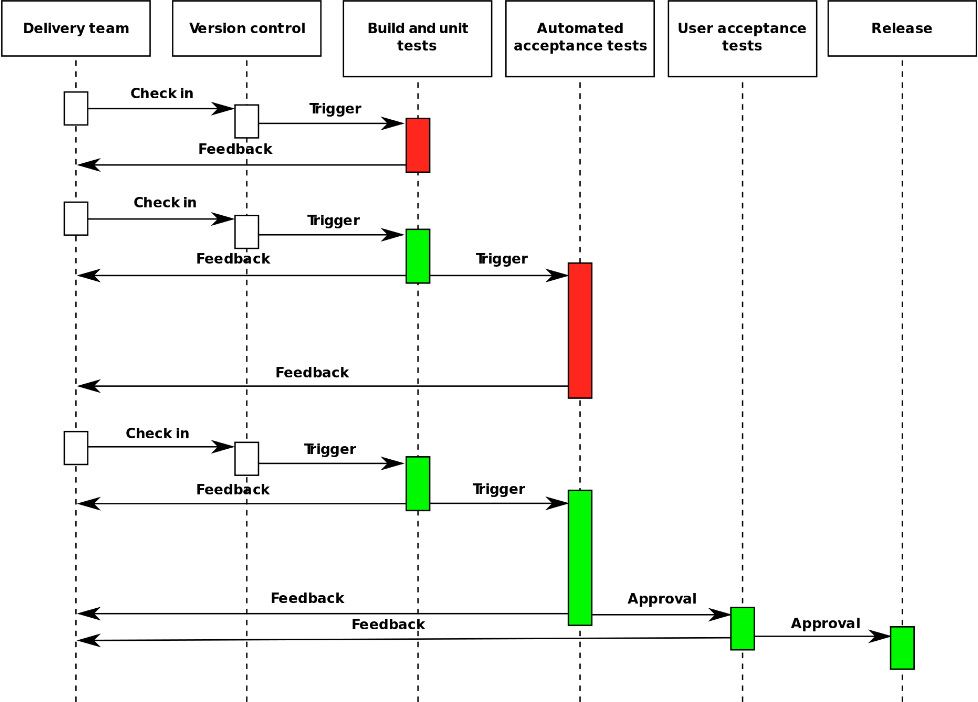 Delivery team
Version control
Build and unit
tests
Automated
acceptance tests
User acceptance
tests
Release
Check in
Trigger
Feedback
Check in
Trigger
Feedback
Trigger
Feedback
Check in
Trigger
Feedback
Trigger
Feedback
Approval
Feedback
Approval